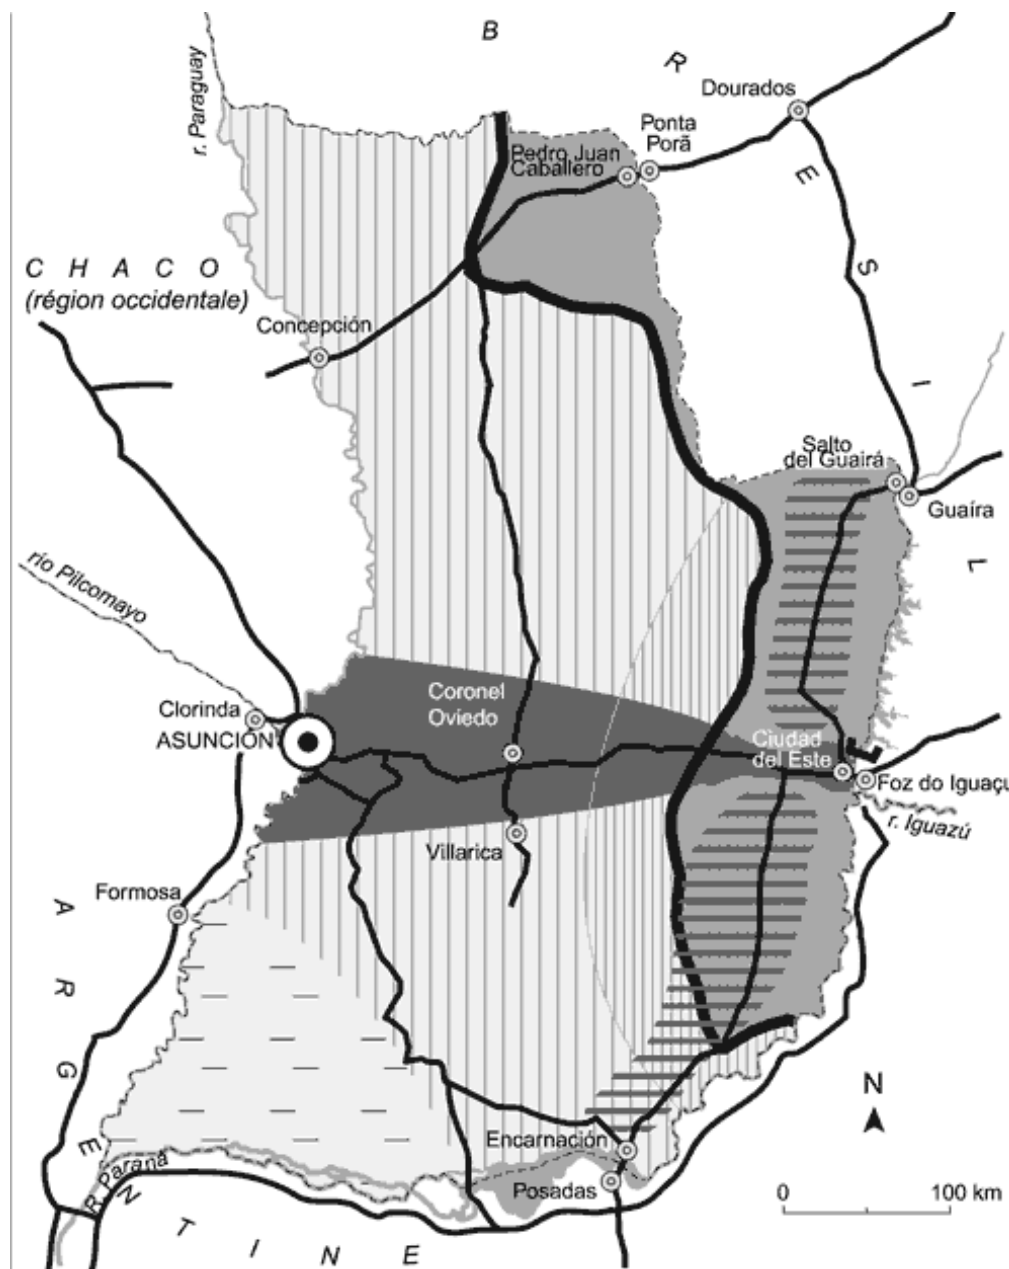 B R E S I L
r. Paraguay
Dourados
Ponta
Porã
Pedro Juan
Caballero
C H A C O
(région occidentale)
Concepción
Salto
del Guairá
Guaíra
río Pilcomayo
Coronel
Oviedo
Clorinda
ASUNCIÓN
Ciudad
del Este
Foz do Iguaçu
r. Iguazú
Villarica
Formosa
A R G E N T I N E
N
Encarnación
R. Paraná
Posadas
0 100 km